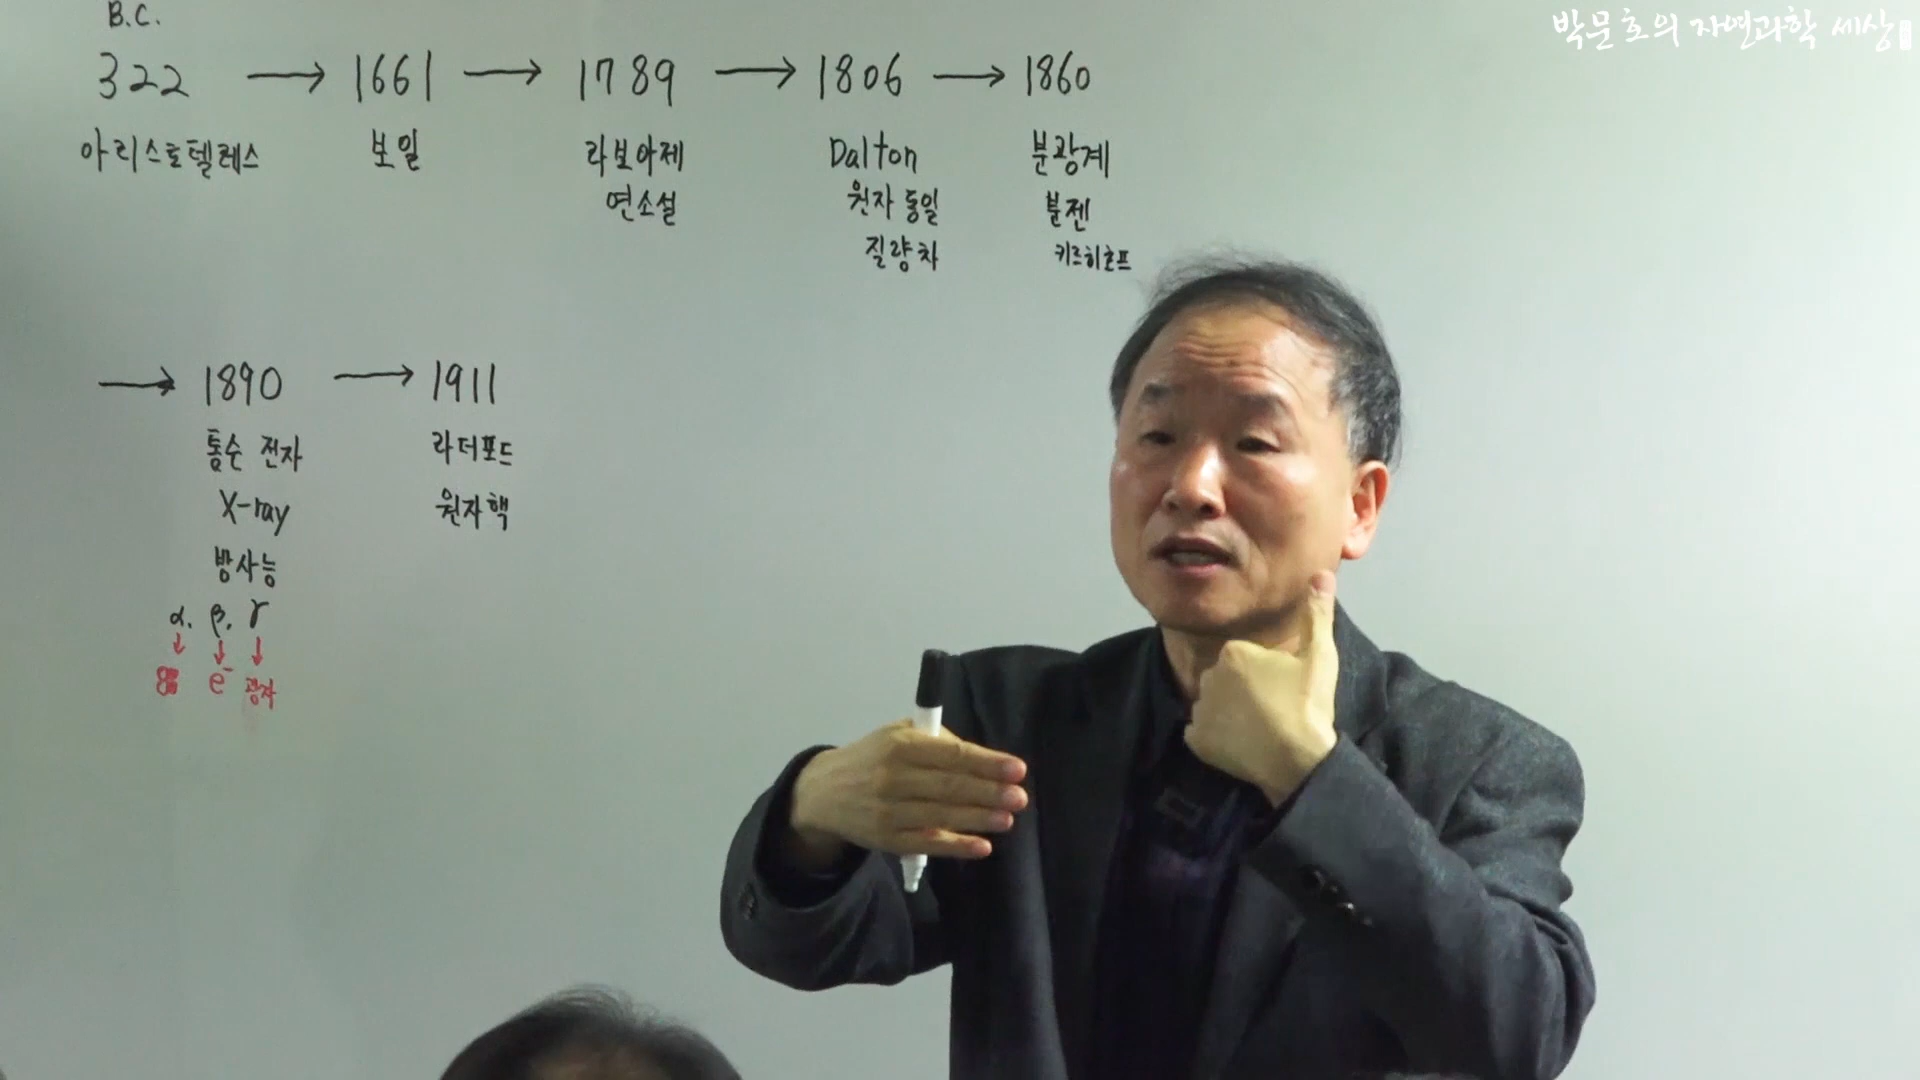 박문호의 자연과학 세상
B.C.
322 → 1661 → 1789 → 1806 → 1860
아리스토텔레스 보일 라보아제 Dalton 분광계
연소설 원자 동일 분젠
질량차 키르히호프
→ 1890 → 1911
톰슨 전자 라더포드
X-ray 원자핵
방사능
α. β. γ
↓ ↓ ↓
e⁻ 광자